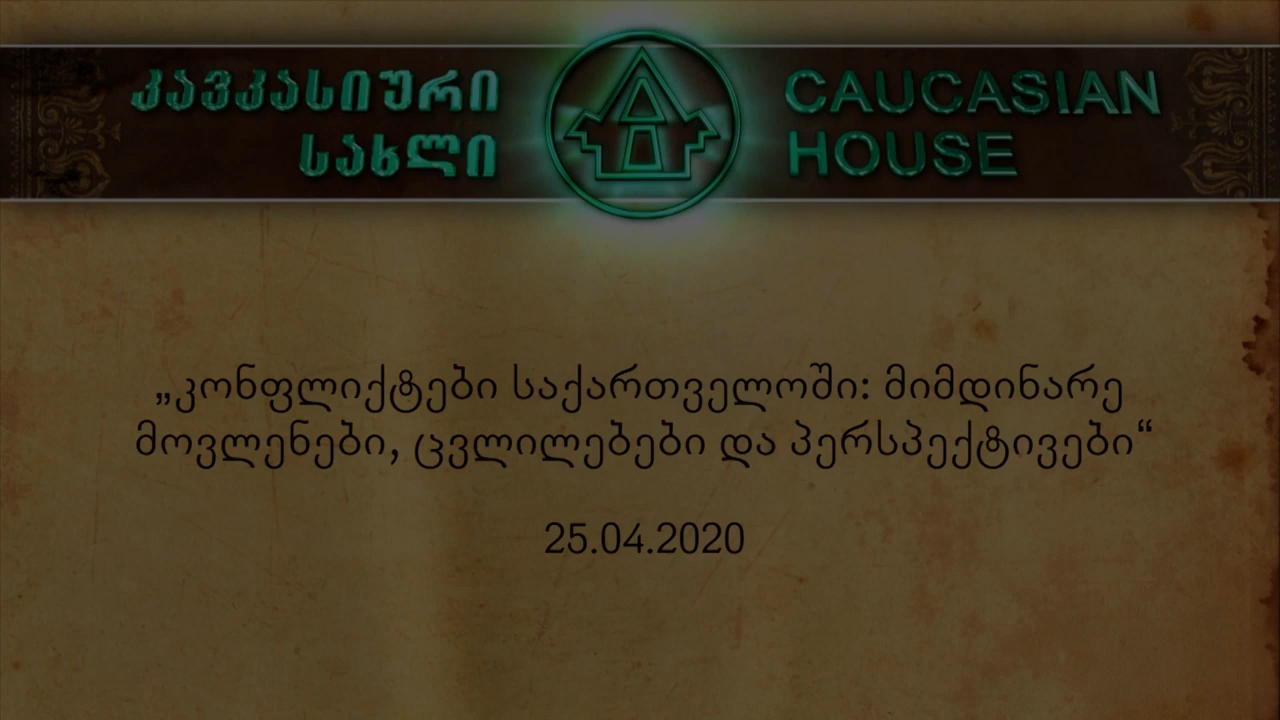 კავკასიური
სახლი
CAUCASIAN
HOUSE
„კონფლიქტები საქართველოში: მიმდინარე
მოვლენები, ცვლილებები და პერსპექტივები“
25.04.2020